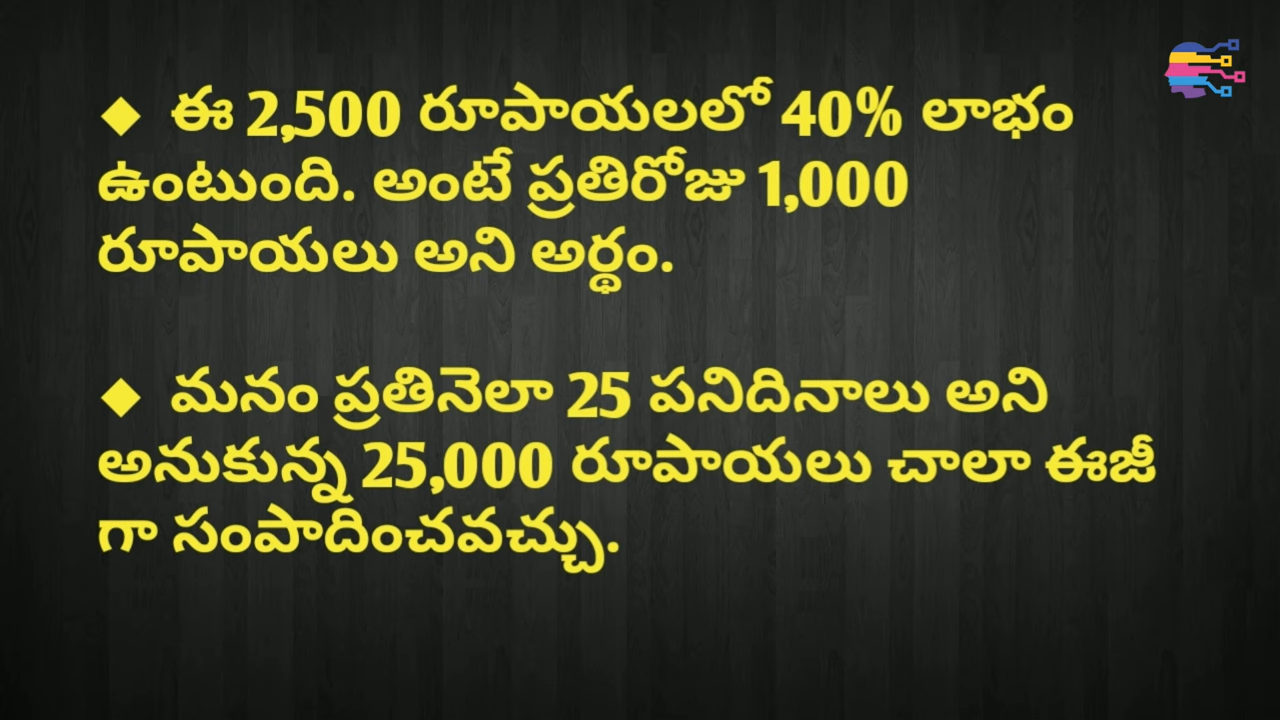 ◆ ఈ 2,500 రూపాయలలో 40% లాభం
ఉంటుంది. అంటే ప్రతిరోజు 1,000
రూపాయలు అని అర్థం.
◆ మనం ప్రతినెలా 25 పనిదినాలు అని
అనుకున్న 25,000 రూపాయలు చాలా ఈజీ
గా సంపాదించవచ్చు.